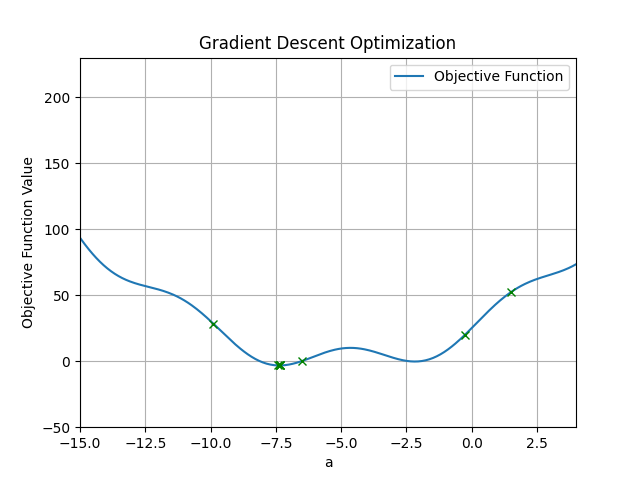 Gradient Descent Optimization
Objective Function
Objective Function Value
200
150
100
50
0
−50
−15.0 −12.5 −10.0 −7.5 −5.0 −2.5 0.0 2.5
a